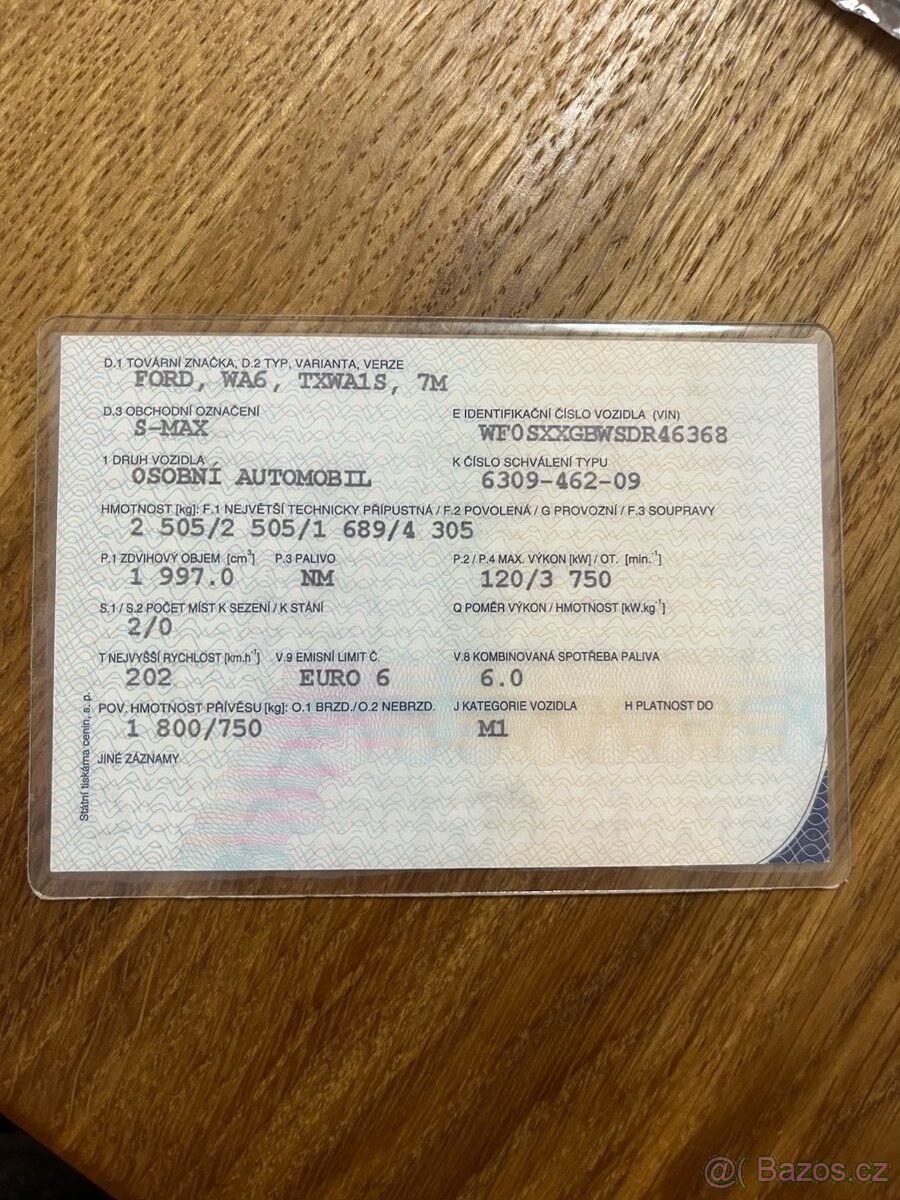 D.1 TOVÁRNÍ ZNAČKA, D.2 TYP, VARIANTA, VERZE
FORD, WA6, TXWA1S, 7M
D.3 OBCHODNÍ OZNAČENÍ
S-MAX
E IDENTIFIKAČNÍ ČÍSLO VOZIDLA (VIN)
WF0SXXGBWSDR46368
1 DRUH VOZIDLA
OSOBNÍ AUTOMOBIL
K ČÍSLO SCHVÁLENÍ TYPU
6309-462-09
HMOTNOST [kg]: F.1 NEJVĚTŠÍ TECHNICKY PŘÍPUSTNÁ / F.2 POVOLENÁ / G PROVOZNÍ / F.3 SOUPRAVY
2 505/2 505/1 689/4 305
P.1 ZDVIHOVÝ OBJEM [cm³] P.3 PALIVO
1 997.0 NM
P.2 / P.4 MAX. VÝKON [kW] / OT. [min.⁻¹]
120/3 750
S.1 / S.2 POČET MÍST K SEZENÍ / K STÁNÍ
2/0
Q POMĚR VÝKON / HMOTNOST [kW.kg⁻¹]
T NEJVYŠŠÍ RYCHLOST [km.h⁻¹] V.9 EMISNÍ LIMIT Č.
202 EURO 6
V.8 KOMBINOVANÁ SPOTŘEBA PALIVA
6.0
POV. HMOTNOST PŘÍVĚSU [kg]: O.1 BRZD./O.2 NEBRZD.
1 800/750
J KATEGORIE VOZIDLA H PLATNOST DO
M1
JINÉ ZÁZNAMY
Státní tiskárna cenin, s. p.
@( Bazos.cz